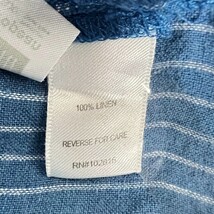 100% LINEN
REVERSE FOR CARE
RN#102816